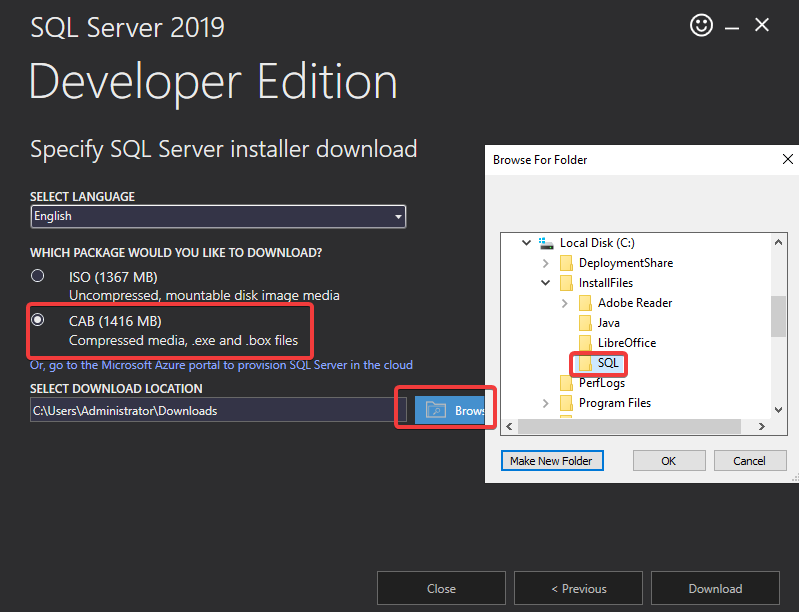 SQL Server 2019
Developer Edition
Specify SQL Server installer download
SELECT LANGUAGE
English
WHICH PACKAGE WOULD YOU LIKE TO DOWNLOAD?
ISO (1367 MB)
Uncompressed, mountable disk image media
CAB (1416 MB)
Compressed media, .exe and .box files
Or, go to the Microsoft Azure portal to provision SQL Server in the cloud
SELECT DOWNLOAD LOCATION
C:\Users\Administrator\Downloads
Brows
Browse For Folder
Local Disk (C:)
DeploymentShare
InstallFiles
Adobe Reader
Java
LibreOffice
SQL
PerfLogs
Program Files
Make New Folder
OK
Cancel
Close
< Previous
Download